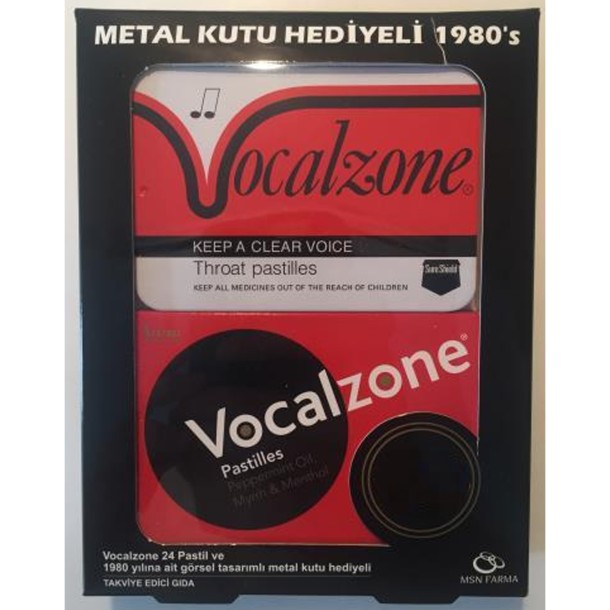 METAL KUTU HEDİYELİ 1980's
Vocalzone®
KEEP A CLEAR VOICE
Throat pastilles
SureShield
KEEP ALL MEDICINES OUT OF THE REACH OF CHILDREN
Vocalzone®
Pastilles
Peppermint Oil,
Myrrh & Menthol
Vocalzone 24 Pastil ve
1980 yılına ait görsel tasarımlı metal kutu hediyeli
TAKVİYE EDİCİ GIDA
MSN FARMA